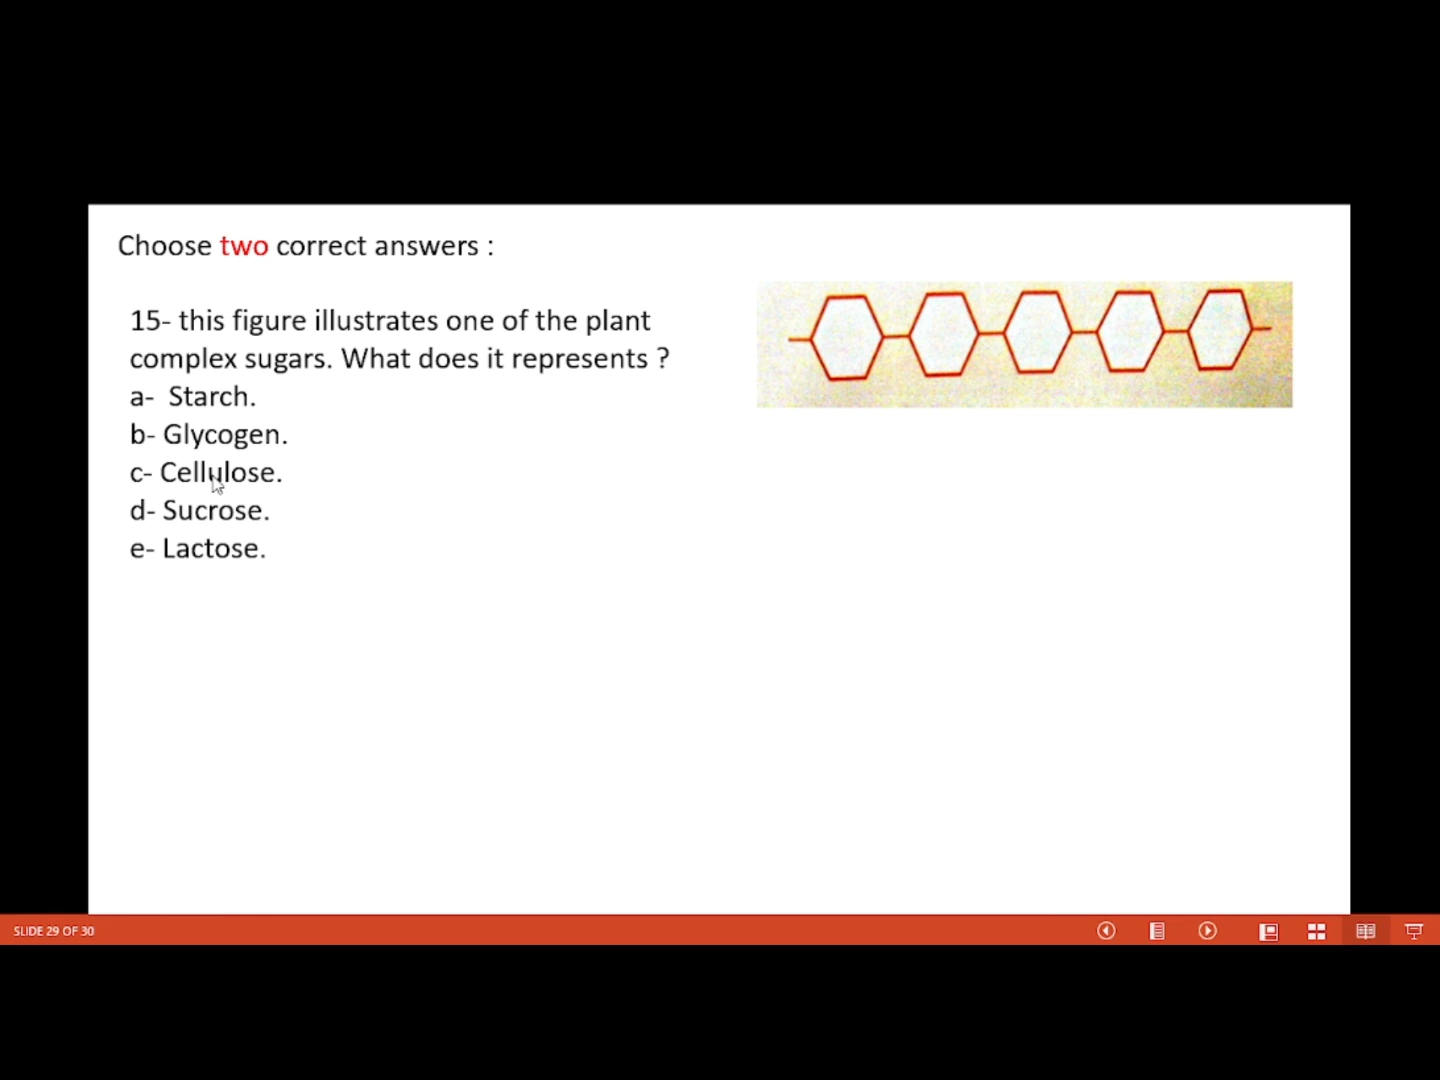 Choose two correct answers :
15- this figure illustrates one of the plant
complex sugars. What does it represents ?
a- Starch.
b- Glycogen.
c- Cellulose.
d- Sucrose.
e- Lactose.
SLIDE 29 OF 30